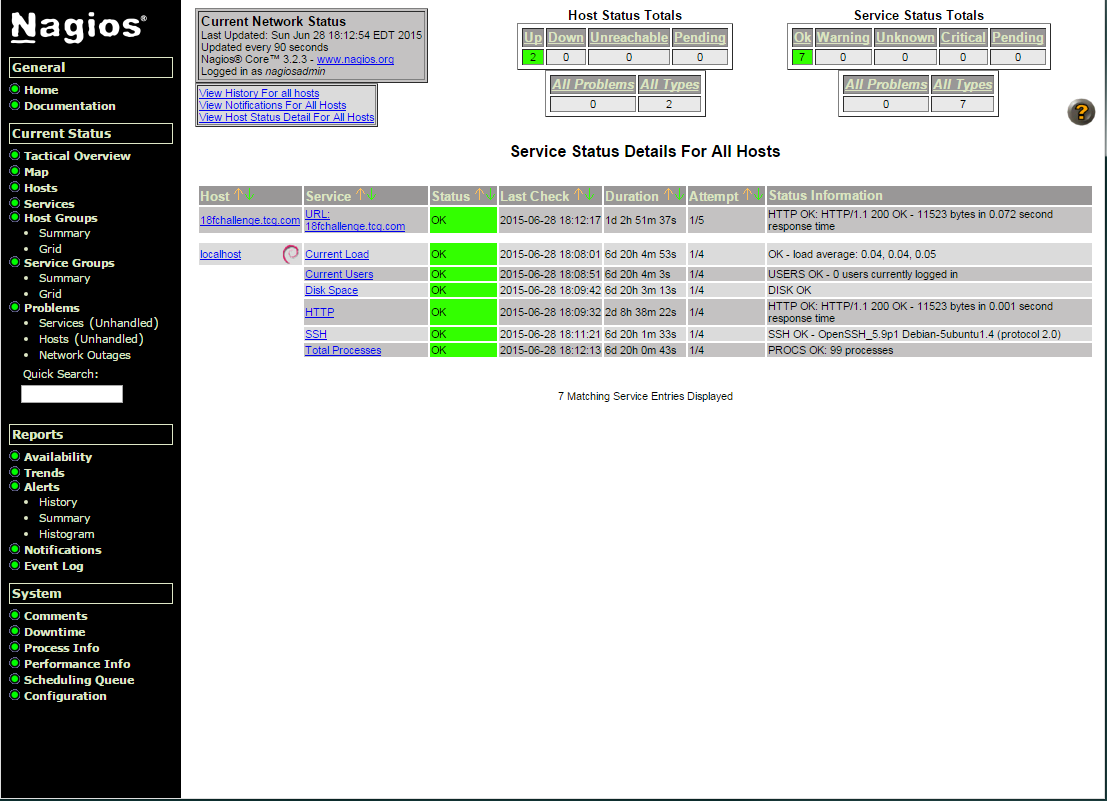 Nagios®
General
Home
Documentation
Current Status
Tactical Overview
Map
Hosts
Services
Host Groups
Summary
Grid
Service Groups
Summary
Grid
Problems
Services (Unhandled)
Hosts (Unhandled)
Network Outages
Quick Search:
Reports
Availability
Trends
Alerts
History
Summary
Histogram
Notifications
Event Log
System
Comments
Downtime
Process Info
Performance Info
Scheduling Queue
Configuration
Current Network Status
Last Updated: Sun Jun 28 18:12:54 EDT 2015
Updated every 90 seconds
Nagios® Core™ 3.2.3 - www.nagios.org
Logged in as nagiosadmin
View History For all hosts
View Notifications For All Hosts
View Host Status Detail For All Hosts
Host Status Totals
Up Down Unreachable Pending
2 0 0 0
All Problems All Types
0 2
Service Status Totals
Ok Warning Unknown Critical Pending
7 0 0 0 0
All Problems All Types
0 7
?
Service Status Details For All Hosts
Host Service Status Last Check Duration Attempt Status Information
18fchallenge.tcg.com URL: 18fchallenge.tcg.com OK 2015-06-28 18:12:17 1d 2h 51m 37s 1/5 HTTP OK: HTTP/1.1 200 OK - 11523 bytes in 0.072 second response time
localhost Current Load OK 2015-06-28 18:08:01 6d 20h 4m 53s 1/4 OK - load average: 0.04, 0.04, 0.05
Current Users OK 2015-06-28 18:08:51 6d 20h 4m 3s 1/4 USERS OK - 0 users currently logged in
Disk Space OK 2015-06-28 18:09:42 6d 20h 3m 13s 1/4 DISK OK
HTTP OK 2015-06-28 18:09:32 2d 8h 38m 22s 1/4 HTTP OK: HTTP/1.1 200 OK - 11523 bytes in 0.001 second response time
SSH OK 2015-06-28 18:11:21 6d 20h 1m 33s 1/4 SSH OK - OpenSSH_5.9p1 Debian-5ubuntu1.4 (protocol 2.0)
Total Processes OK 2015-06-28 18:12:13 6d 20h 0m 43s 1/4 PROCS OK: 99 processes
7 Matching Service Entries Displayed